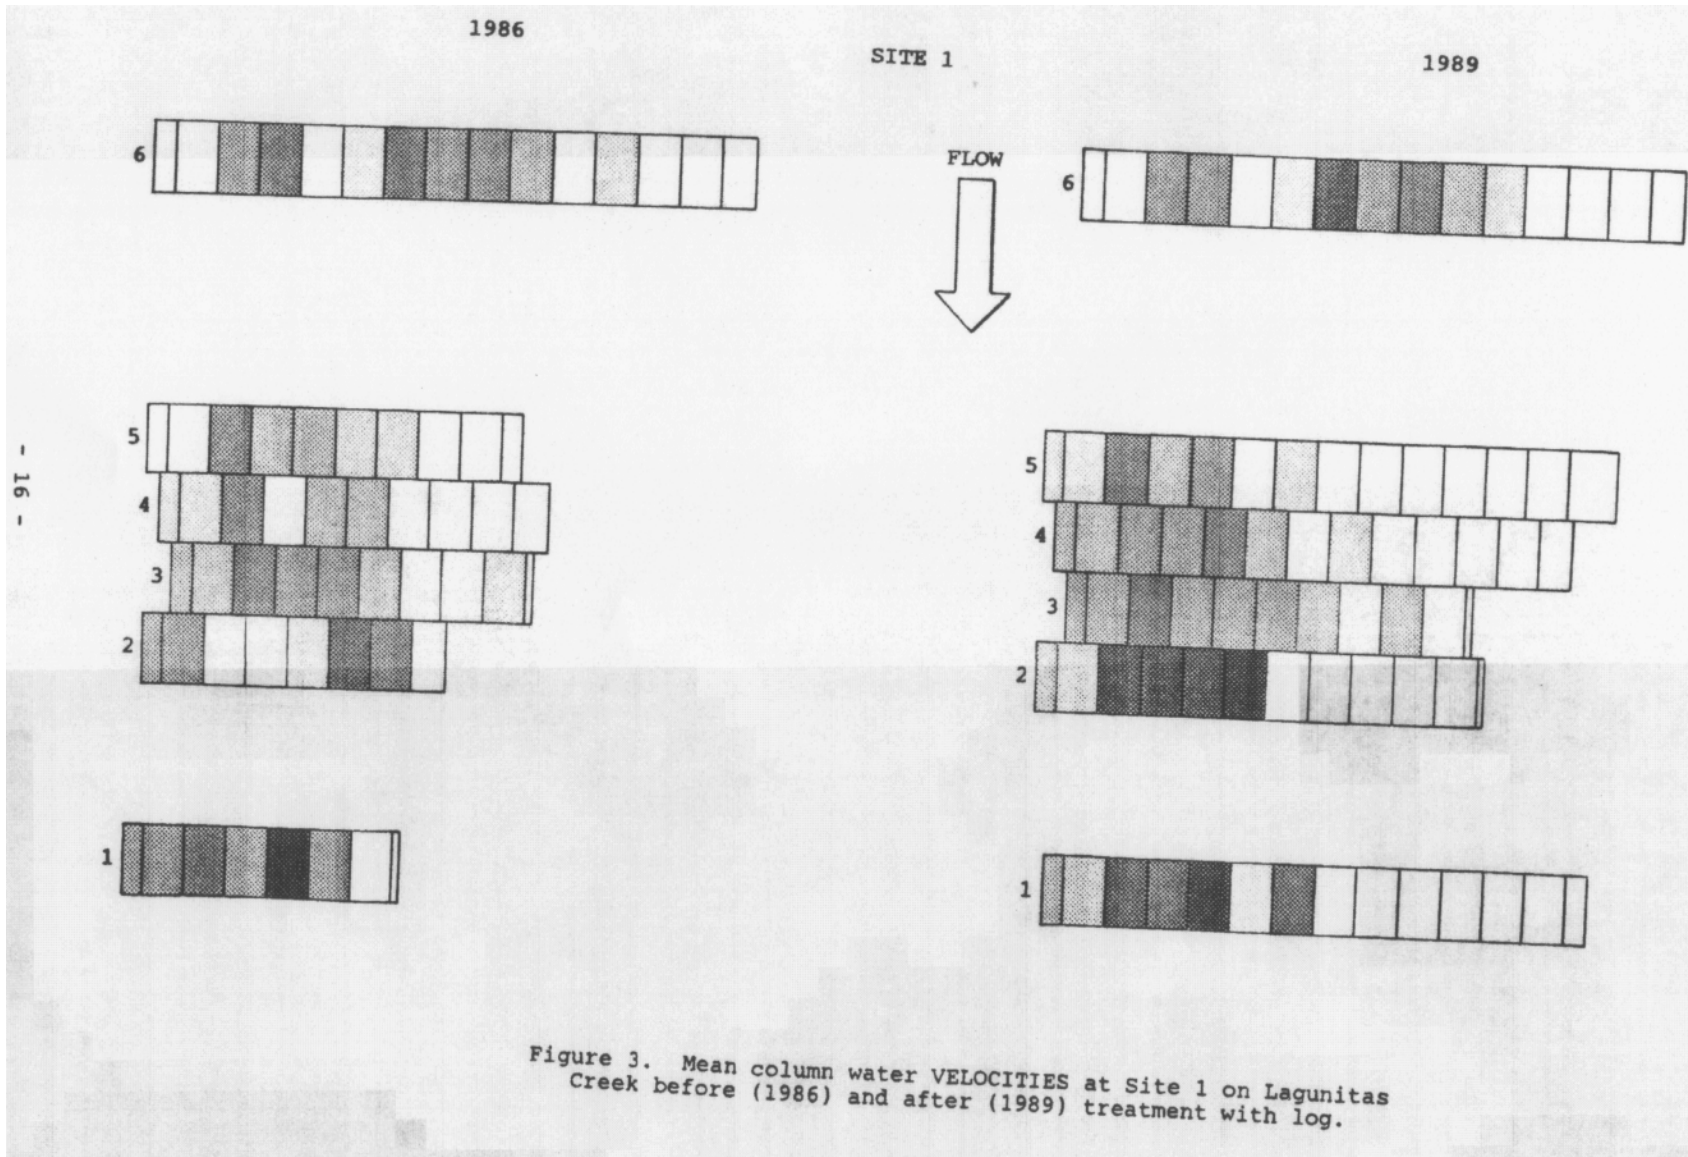 1986
SITE 1
1989
6
FLOW
6
5
4
3
2
1
5
4
3
2
1
- 16 -
Figure 3. Mean column water VELOCITIES at Site 1 on Lagunitas
Creek before (1986) and after (1989) treatment with log.